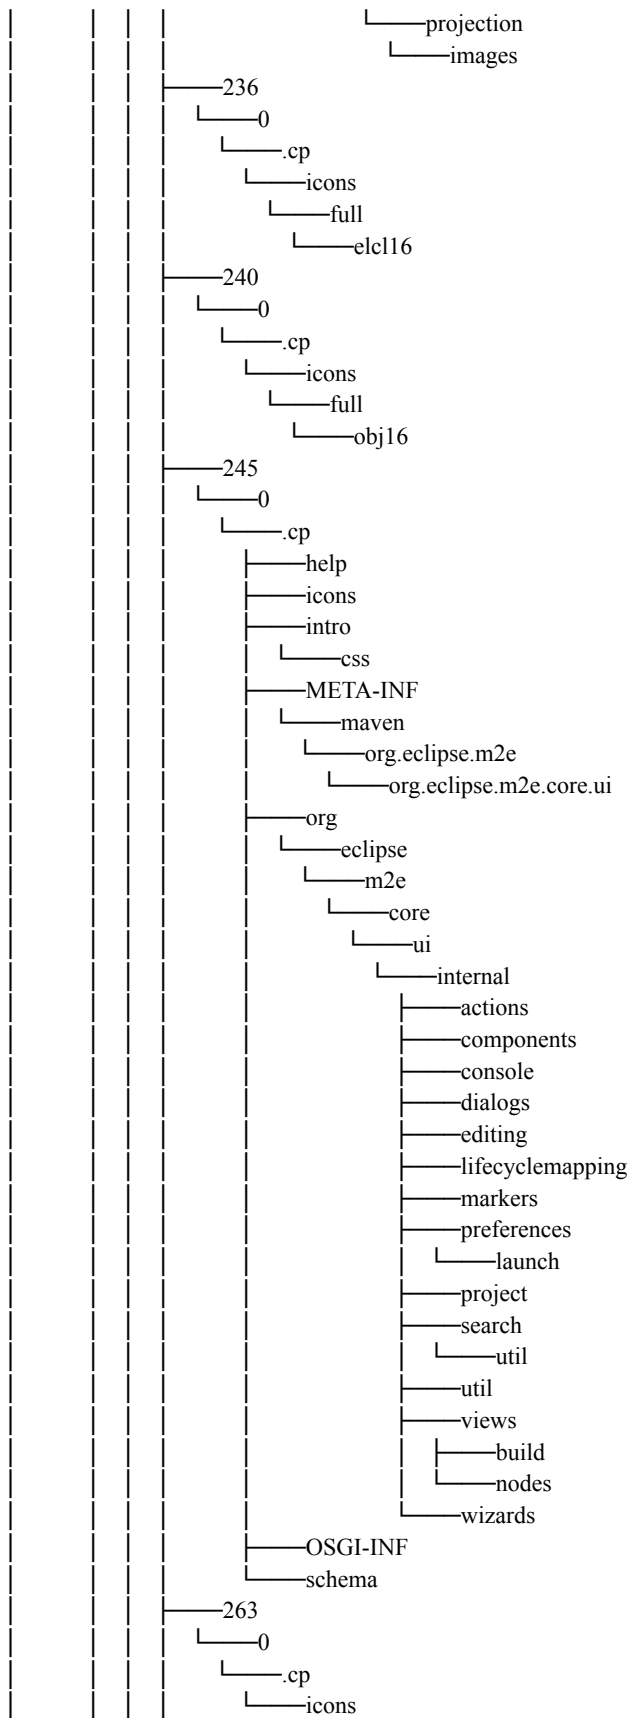 projection
images
236
0
.cp
icons
full
elcl16
240
0
.cp
icons
full
obj16
245
0
.cp
help
icons
intro
css
META-INF
maven
org.eclipse.m2e
org.eclipse.m2e.core.ui
org
eclipse
m2e
core
ui
internal
actions
components
console
dialogs
editing
lifecyclemapping
markers
preferences
launch
project
search
util
util
views
build
nodes
wizards
OSGI-INF
schema
263
0
.cp
icons